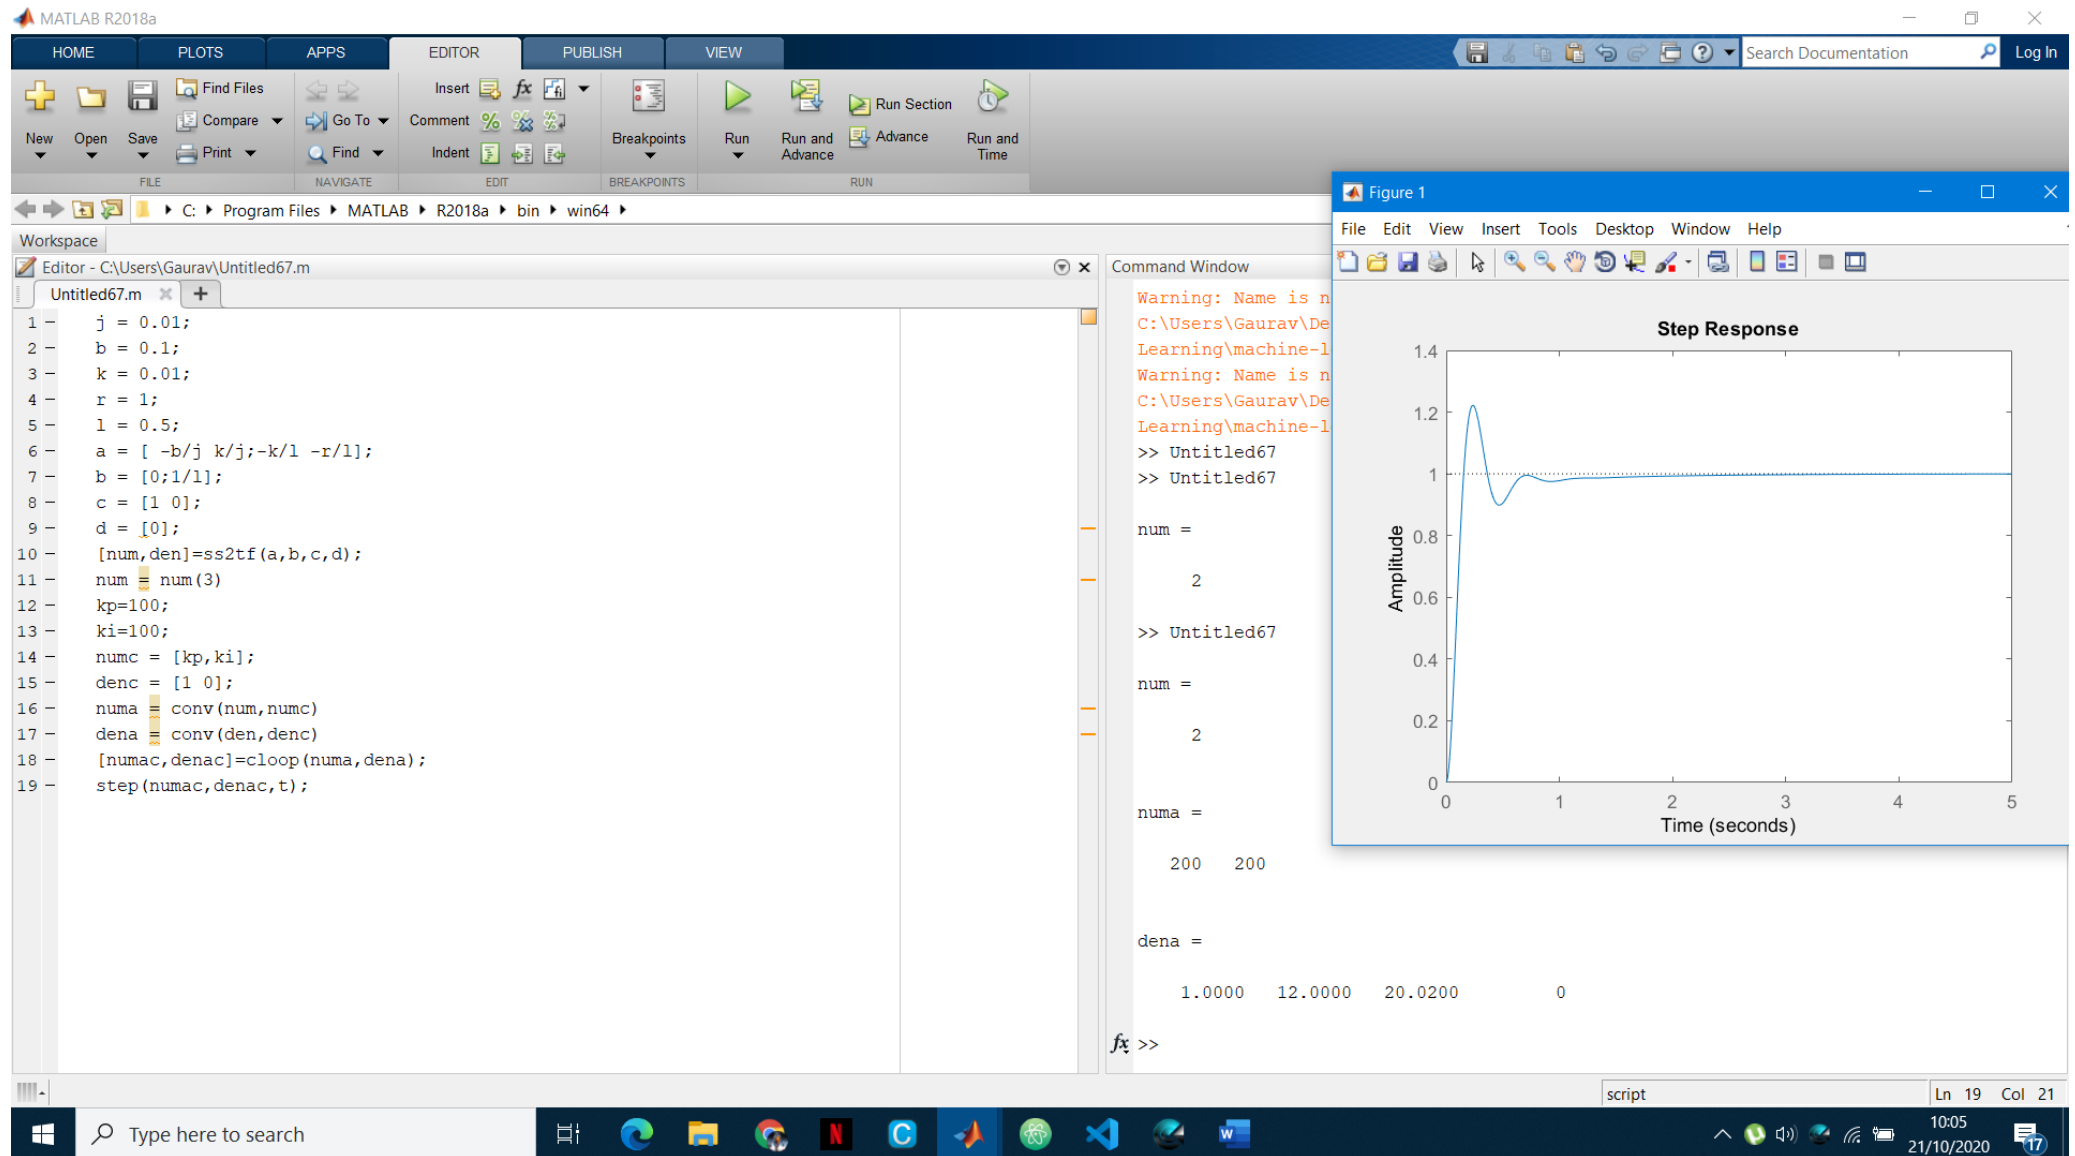 MATLAB R2018a
HOME PLOTS APPS EDITOR PUBLISH VIEW
Search Documentation Log In
New Open Save
Find Files
Compare
Print
Go To
Find
Insert fx
Comment
Indent
Breakpoints
Run
Run and Advance
Run Section
Advance
Run and Time
FILE NAVIGATE EDIT BREAKPOINTS RUN
C: Program Files MATLAB R2018a bin win64
Workspace
Editor - C:\Users\Gaurav\Untitled67.m
Untitled67.m
1 j = 0.01;
2 b = 0.1;
3 k = 0.01;
4 r = 1;
5 l = 0.5;
6 a = [ -b/j k/j;-k/l -r/l];
7 b = [0;1/l];
8 c = [1 0];
9 d = [0];
10 [num,den]=ss2tf(a,b,c,d);
11 num = num(3)
12 kp=100;
13 ki=100;
14 numc = [kp,ki];
15 denc = [1 0];
16 numa = conv(num,numc)
17 dena = conv(den,denc)
18 [numac,denac]=cloop(numa,dena);
19 step(numac,denac,t);
Command Window
Warning: Name is n
C:\Users\Gaurav\De
Learning\machine-l
Warning: Name is n
C:\Users\Gaurav\De
Learning\machine-l
>> Untitled67
>> Untitled67
num =
2
>> Untitled67
num =
2
numa =
200 200
dena =
1.0000 12.0000 20.0200 0
fx >>
Figure 1
File Edit View Insert Tools Desktop Window Help
Step Response
1.4
1.2
1
0.8
0.6
0.4
0.2
0
Amplitude
0 1 2 3 4 5
Time (seconds)
script Ln 19 Col 21
Type here to search
10:05
21/10/2020
17